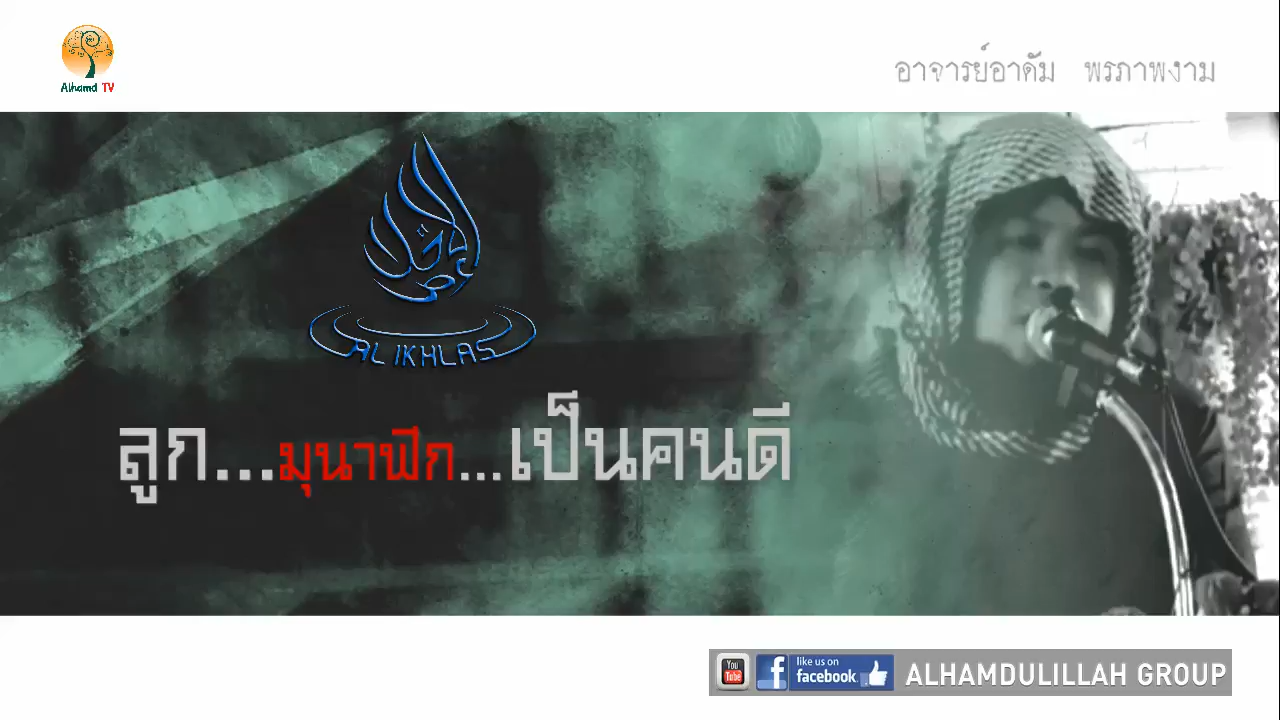 Alhamd TV
อาจารย์อาดัม พรภาพงาม
الإخلاص
AL IKHLAS
ลูก...มุนาฟิก...เป็นคนดี
You Tube
like us on facebook
ALHAMDULILLAH GROUP